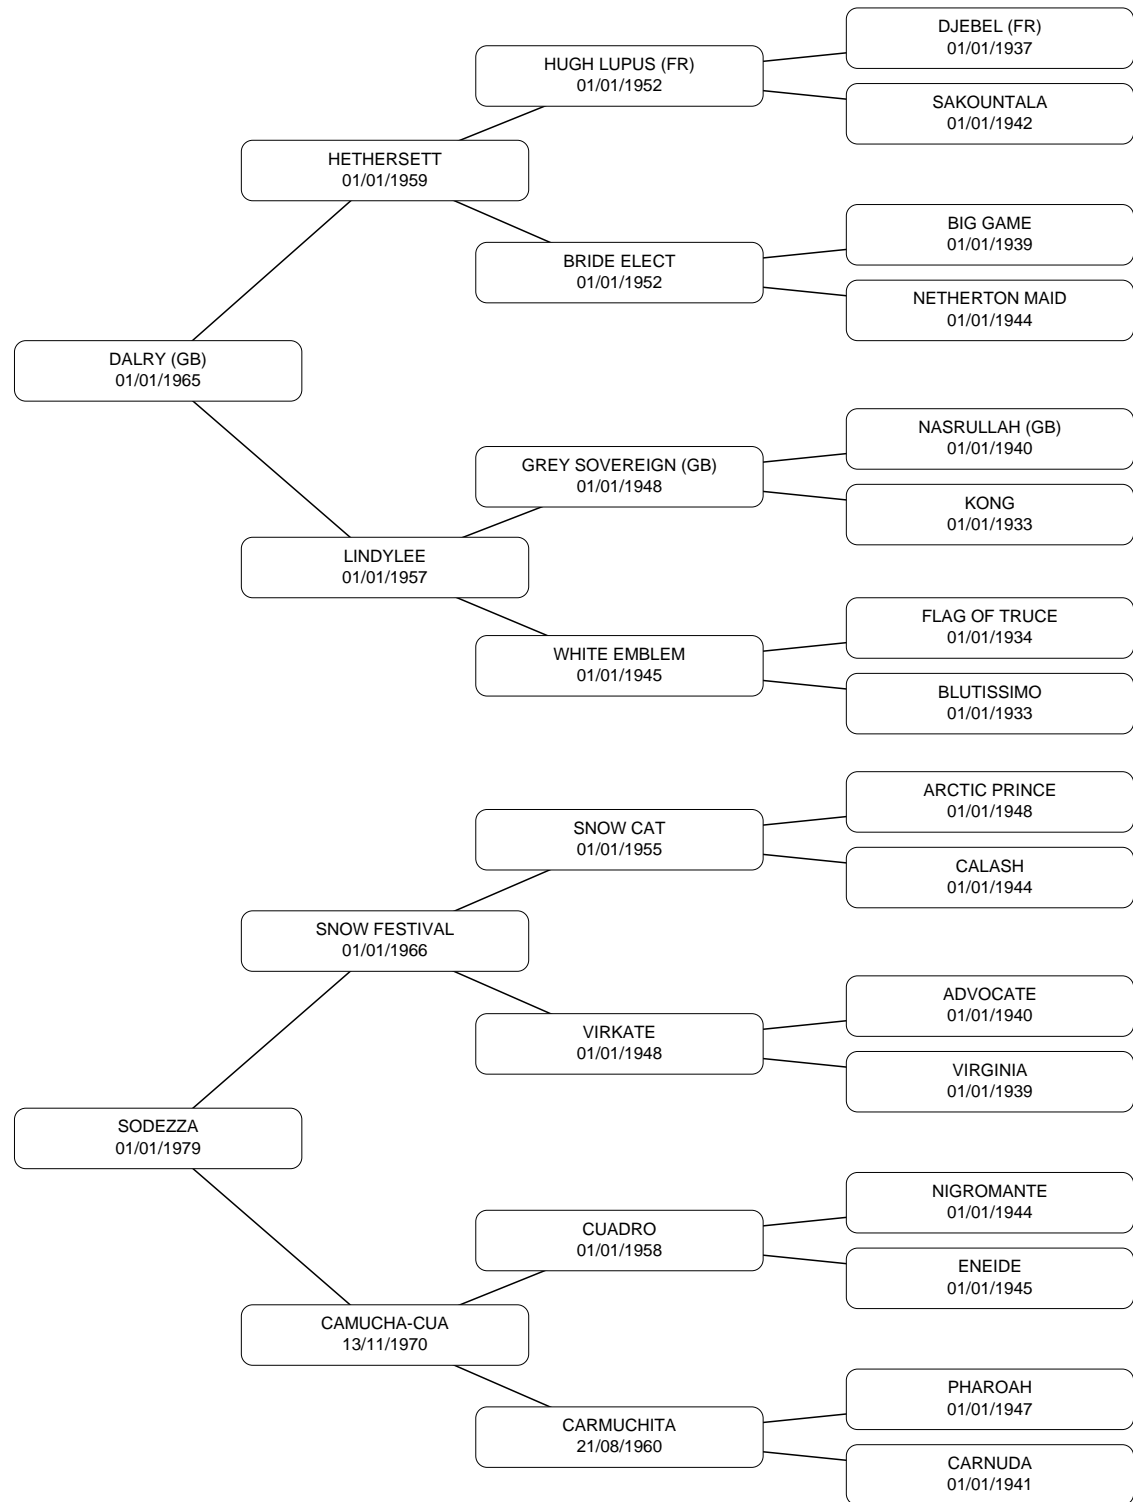 DJEBEL (FR)
01/01/1937
HUGH LUPUS (FR)
01/01/1952
SAKOUNTALA
01/01/1942
HETHERSETT
01/01/1959
BIG GAME
01/01/1939
BRIDE ELECT
01/01/1952
NETHERTON MAID
01/01/1944
DALRY (GB)
01/01/1965
NASRULLAH (GB)
01/01/1940
GREY SOVEREIGN (GB)
01/01/1948
KONG
01/01/1933
LINDYLEE
01/01/1957
FLAG OF TRUCE
01/01/1934
WHITE EMBLEM
01/01/1945
BLUTISSIMO
01/01/1933
ARCTIC PRINCE
01/01/1948
SNOW CAT
01/01/1955
CALASH
01/01/1944
SNOW FESTIVAL
01/01/1966
ADVOCATE
01/01/1940
VIRKATE
01/01/1948
VIRGINIA
01/01/1939
SODEZZA
01/01/1979
NIGROMANTE
01/01/1944
CUADRO
01/01/1958
ENEIDE
01/01/1945
CAMUCHA-CUA
13/11/1970
PHAROAH
01/01/1947
CARMUCHITA
21/08/1960
CARNUDA
01/01/1941